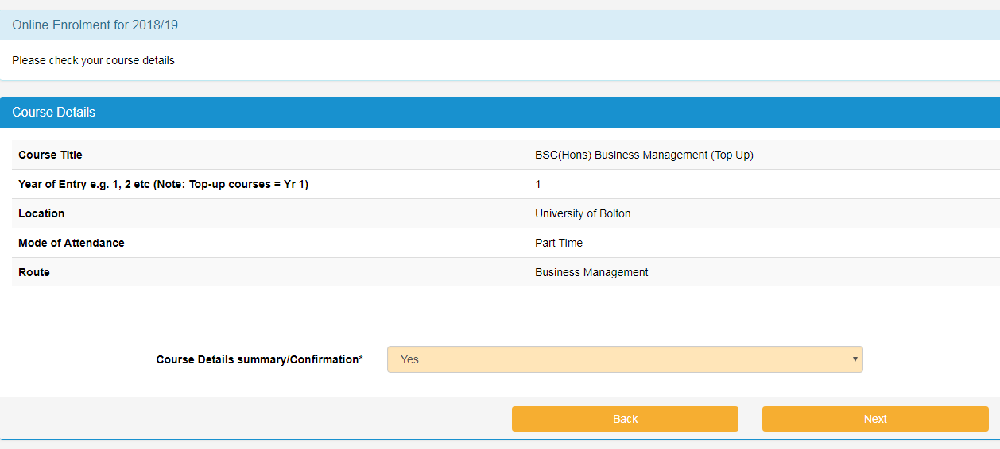 Online Enrolment for 2018/19
Please check your course details
Course Details
Course Title BSC(Hons) Business Management (Top Up)
Year of Entry e.g. 1, 2 etc (Note: Top-up courses = Yr 1) 1
Location University of Bolton
Mode of Attendance Part Time
Route Business Management
Course Details summary/Confirmation* Yes
Back Next